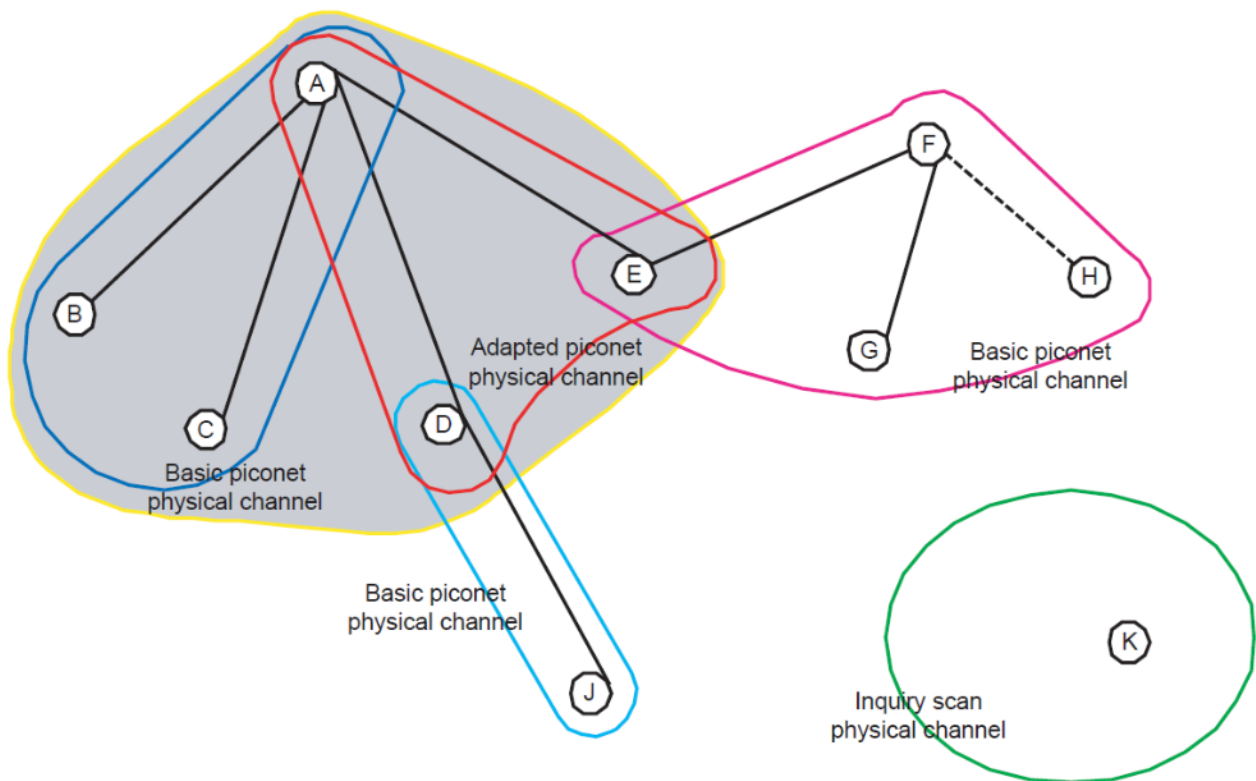 A
F
B
E
H
G
Adapted piconet
physical channel
Basic piconet
physical channel
C
D
Basic piconet
physical channel
Basic piconet
physical channel
J
K
Inquiry scan
physical channel